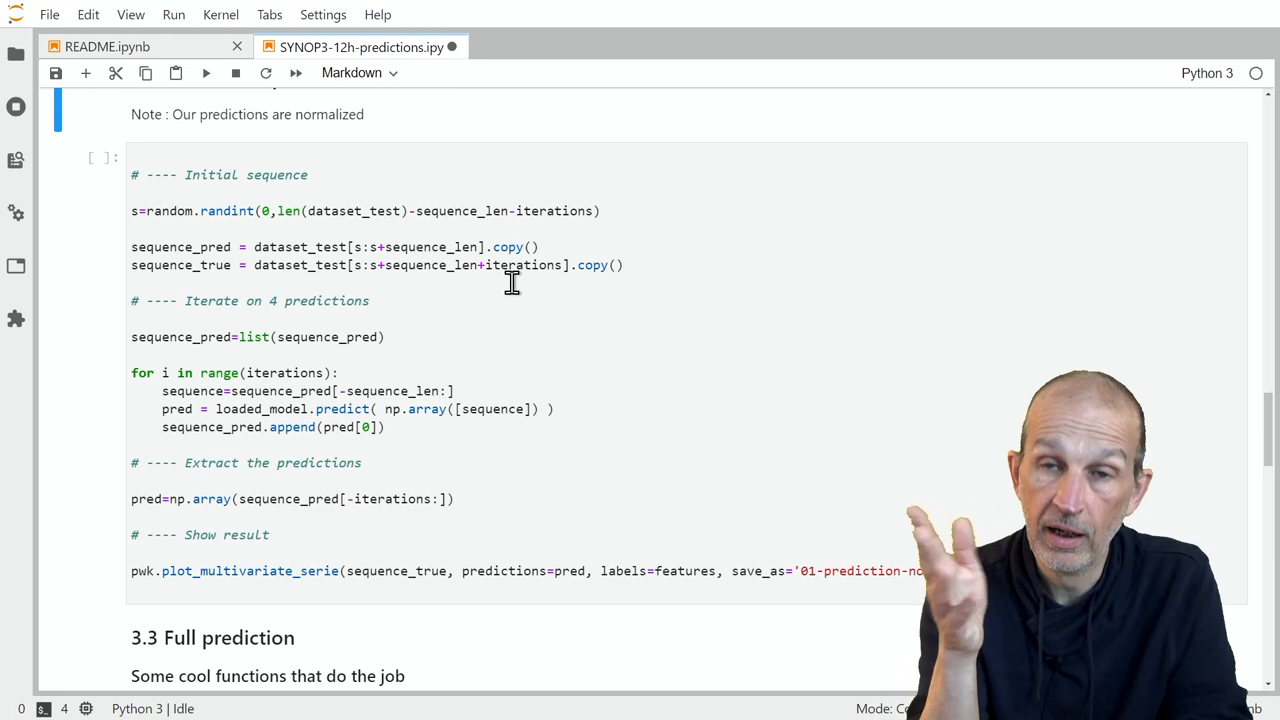 File Edit View Run Kernel Tabs Settings Help
README.ipynb
SYNOP3-12h-predictions.ipy
Markdown
Python 3
Note : Our predictions are normalized
[ ]:
# ---- Initial sequence
s=random.randint(0,len(dataset_test)-sequence_len-iterations)
sequence_pred = dataset_test[s:s+sequence_len].copy()
sequence_true = dataset_test[s:s+sequence_len+iterations].copy()
# ---- Iterate on 4 predictions
sequence_pred=list(sequence_pred)
for i in range(iterations):
    sequence=sequence_pred[-sequence_len:]
    pred = loaded_model.predict( np.array([sequence]) )
    sequence_pred.append(pred[0])
# ---- Extract the predictions
pred=np.array(sequence_pred[-iterations:])
# ---- Show result
pwk.plot_multivariate_serie(sequence_true, predictions=pred, labels=features, save_as='01-prediction-no
3.3 Full prediction
Some cool functions that do the job
0 4 Python 3 | Idle
Mode: Co
nb